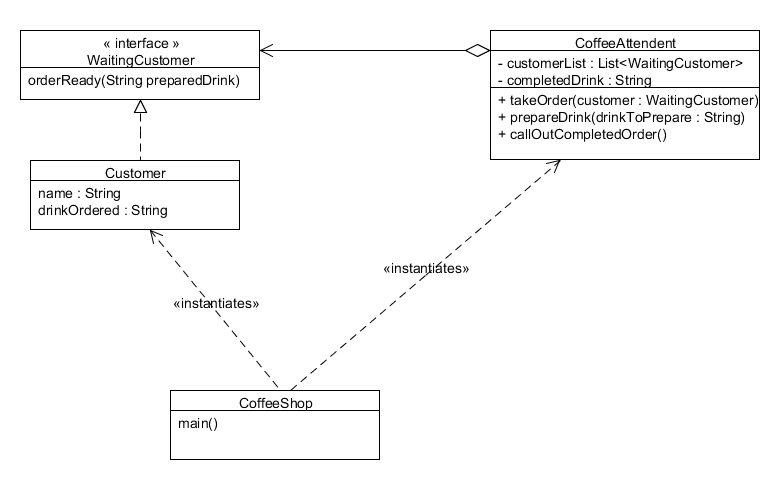 « interface »
WaitingCustomer
orderReady(String preparedDrink)
CoffeeAttendent
- customerList : List<WaitingCustomer>
- completedDrink : String
+ takeOrder(customer : WaitingCustomer)
+ prepareDrink(drinkToPrepare : String)
+ callOutCompletedOrder()
Customer
name : String
drinkOrdered : String
«instantiates»
«instantiates»
CoffeeShop
main()